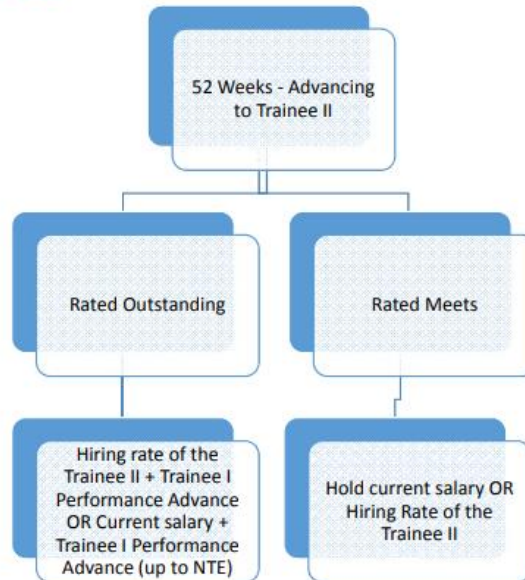 52 Weeks - Advancing
to Trainee II
Rated Outstanding
Rated Meets
Hiring rate of the
Trainee II + Trainee I
Performance Advance
OR Current salary +
Trainee I Performance
Advance (up to NTE)
Hold current salary OR
Hiring Rate of the
Trainee II